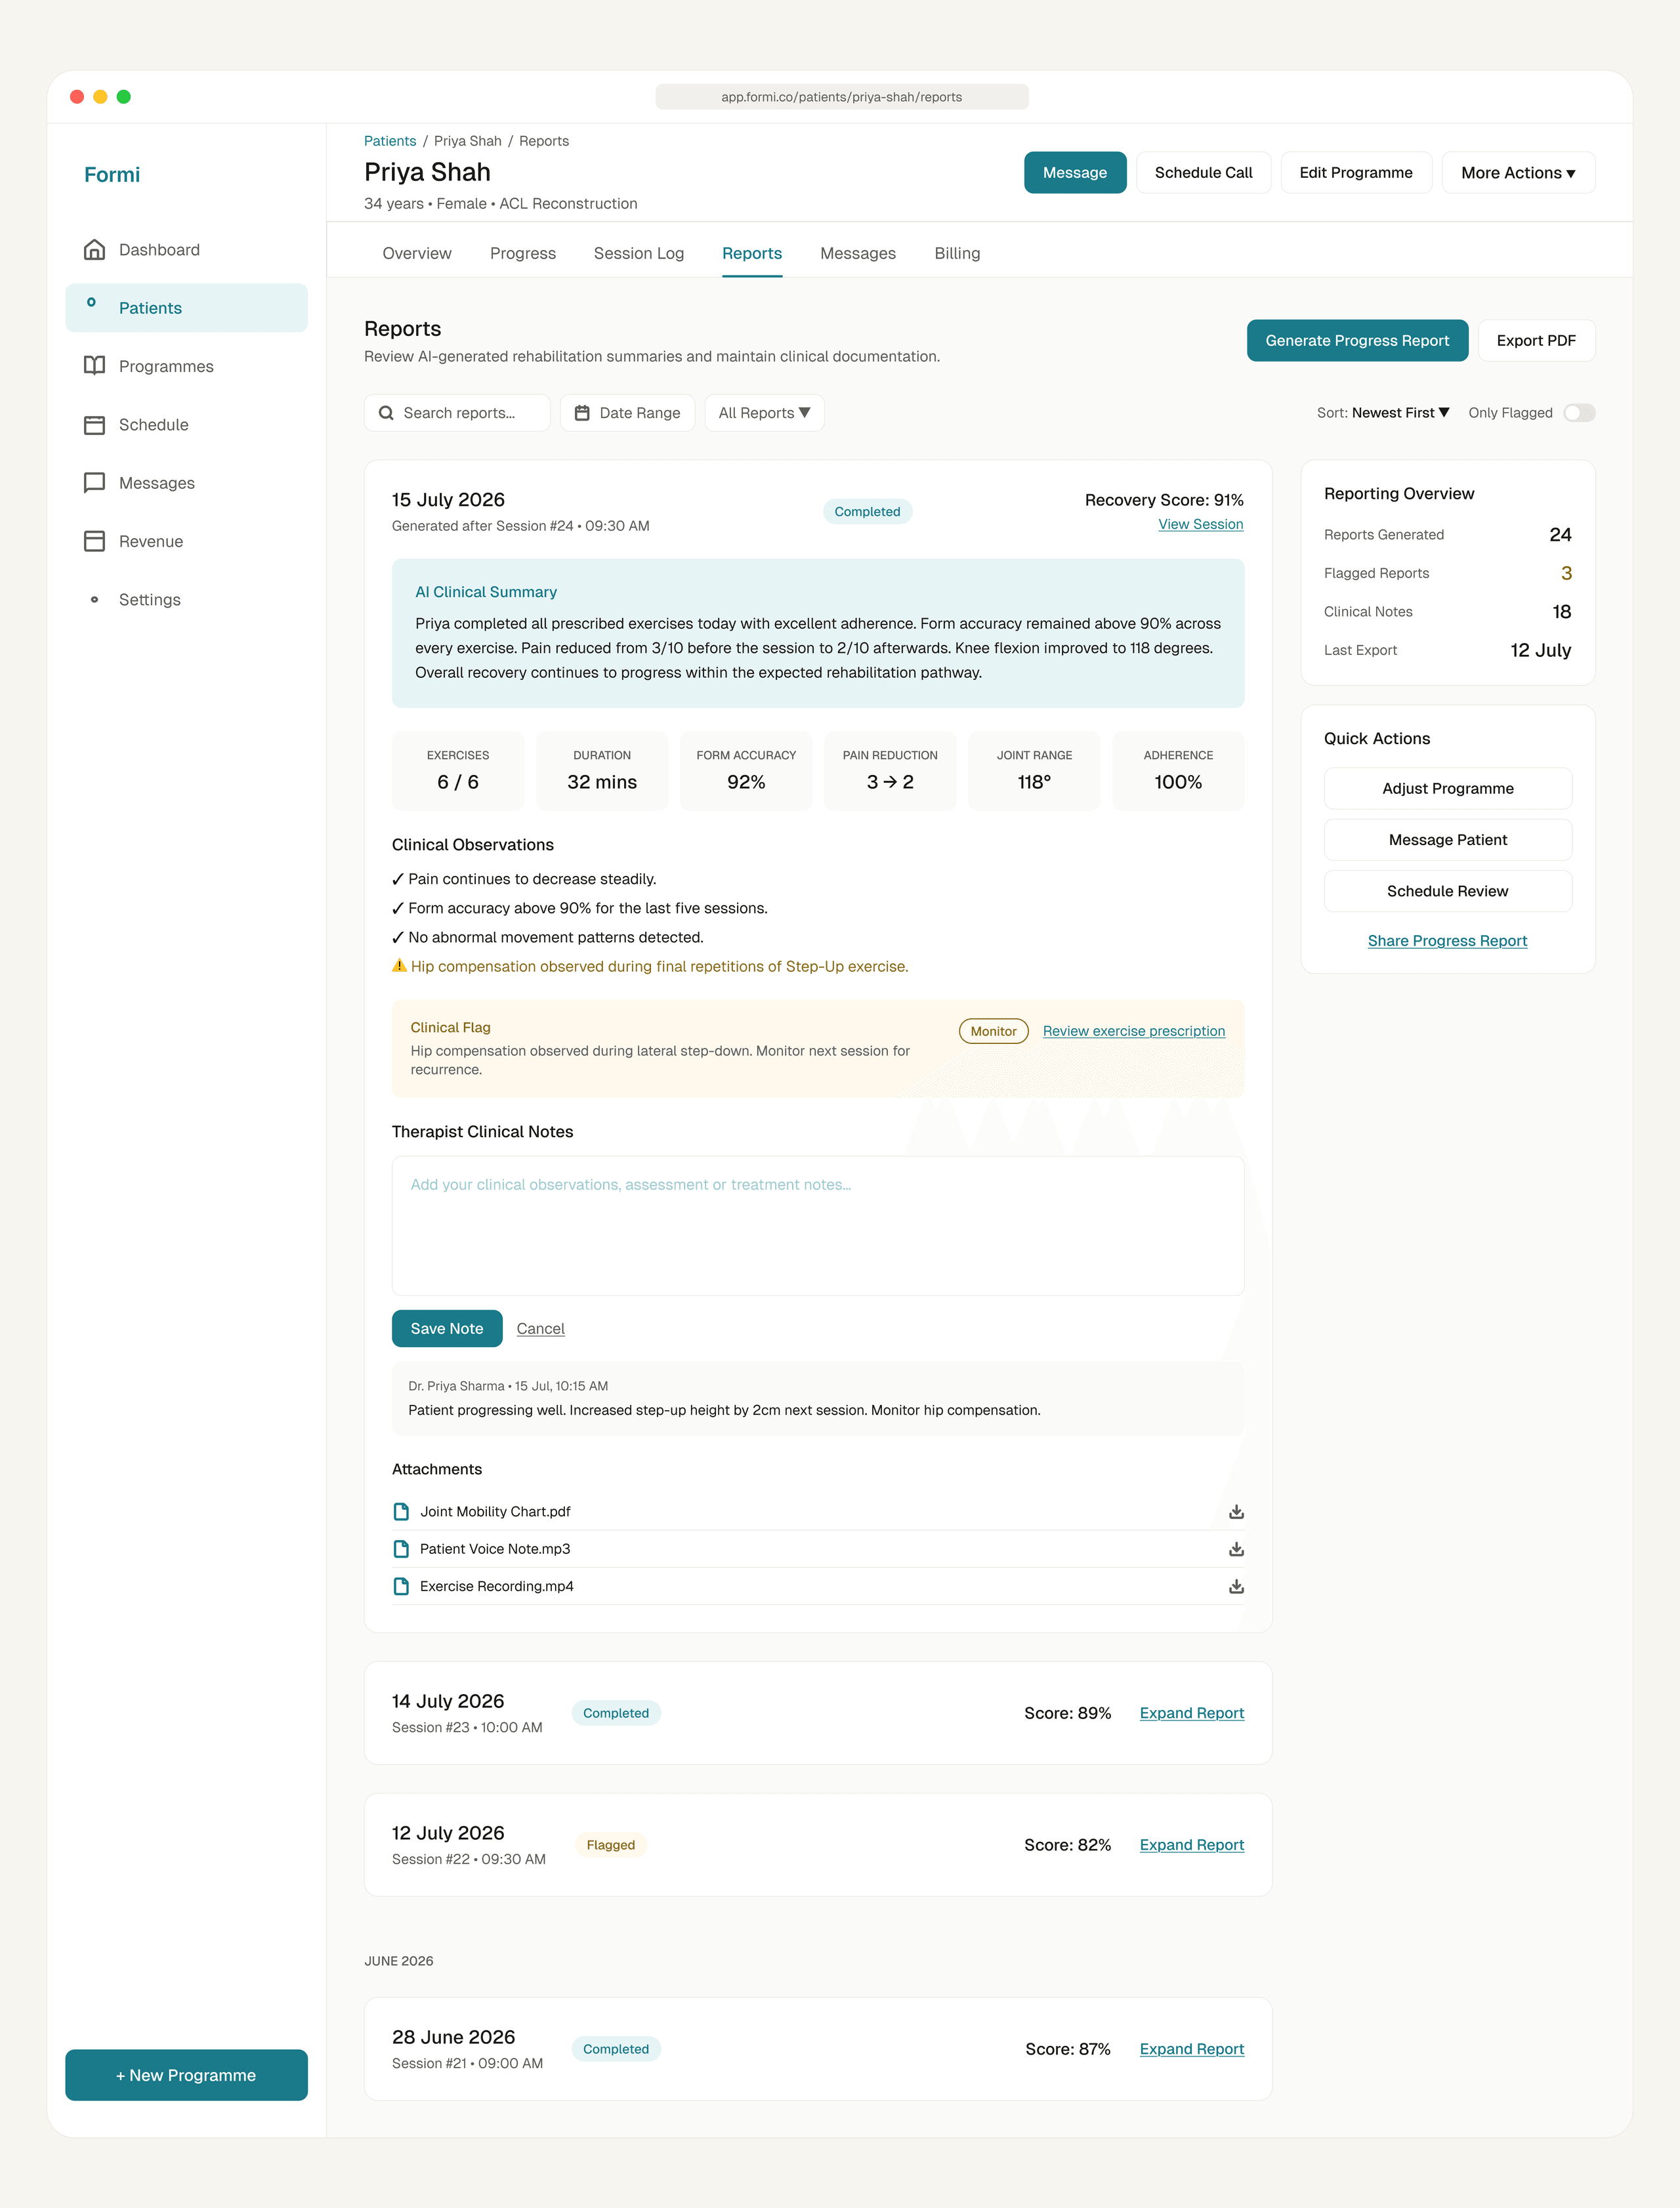 app.formi.co/patients/priya-shah/reports
Formi
Dashboard
Patients
Programmes
Schedule
Messages
Revenue
Settings
+ New Programme
Patients / Priya Shah / Reports
Priya Shah
34 years • Female • ACL Reconstruction
Message
Schedule Call
Edit Programme
More Actions ▾
Overview
Progress
Session Log
Reports
Messages
Billing
Reports
Review AI-generated rehabilitation summaries and maintain clinical documentation.
Generate Progress Report
Export PDF
Search reports...
Date Range
All Reports ▼
Sort: Newest First ▼
Only Flagged
15 July 2026
Generated after Session #24 • 09:30 AM
Completed
Recovery Score: 91%
View Session
AI Clinical Summary
Priya completed all prescribed exercises today with excellent adherence. Form accuracy remained above 90% across
every exercise. Pain reduced from 3/10 before the session to 2/10 afterwards. Knee flexion improved to 118 degrees.
Overall recovery continues to progress within the expected rehabilitation pathway.
EXERCISES
6 / 6
DURATION
32 mins
FORM ACCURACY
92%
PAIN REDUCTION
3 → 2
JOINT RANGE
118°
ADHERENCE
100%
Clinical Observations
✓ Pain continues to decrease steadily.
✓ Form accuracy above 90% for the last five sessions.
✓ No abnormal movement patterns detected.
⚠️ Hip compensation observed during final repetitions of Step-Up exercise.
Clinical Flag
Hip compensation observed during lateral step-down. Monitor next session for
recurrence.
Monitor
Review exercise prescription
Therapist Clinical Notes
Add your clinical observations, assessment or treatment notes...
Save Note
Cancel
Dr. Priya Sharma • 15 Jul, 10:15 AM
Patient progressing well. Increased step-up height by 2cm next session. Monitor hip compensation.
Attachments
Joint Mobility Chart.pdf
Patient Voice Note.mp3
Exercise Recording.mp4
14 July 2026
Session #23 • 10:00 AM
Completed
Score: 89%
Expand Report
12 July 2026
Session #22 • 09:30 AM
Flagged
Score: 82%
Expand Report
JUNE 2026
28 June 2026
Session #21 • 09:00 AM
Completed
Score: 87%
Expand Report
Reporting Overview
Reports Generated 24
Flagged Reports 3
Clinical Notes 18
Last Export 12 July
Quick Actions
Adjust Programme
Message Patient
Schedule Review
Share Progress Report